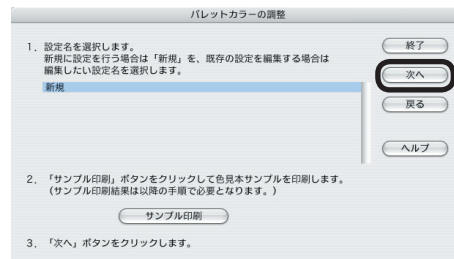 パレットカラーの調整
1. 設定名を選択します。
新規に設定を行う場合は「新規」を、既存の設定を編集する場合は
編集したい設定名を選択します。
新規
終了
次へ
戻る
ヘルプ
2. 「サンプル印刷」ボタンをクリックして色見本サンプルを印刷します。
(サンプル印刷結果は以降の手順で必要となります。)
サンプル印刷
3. 「次へ」ボタンをクリックします。